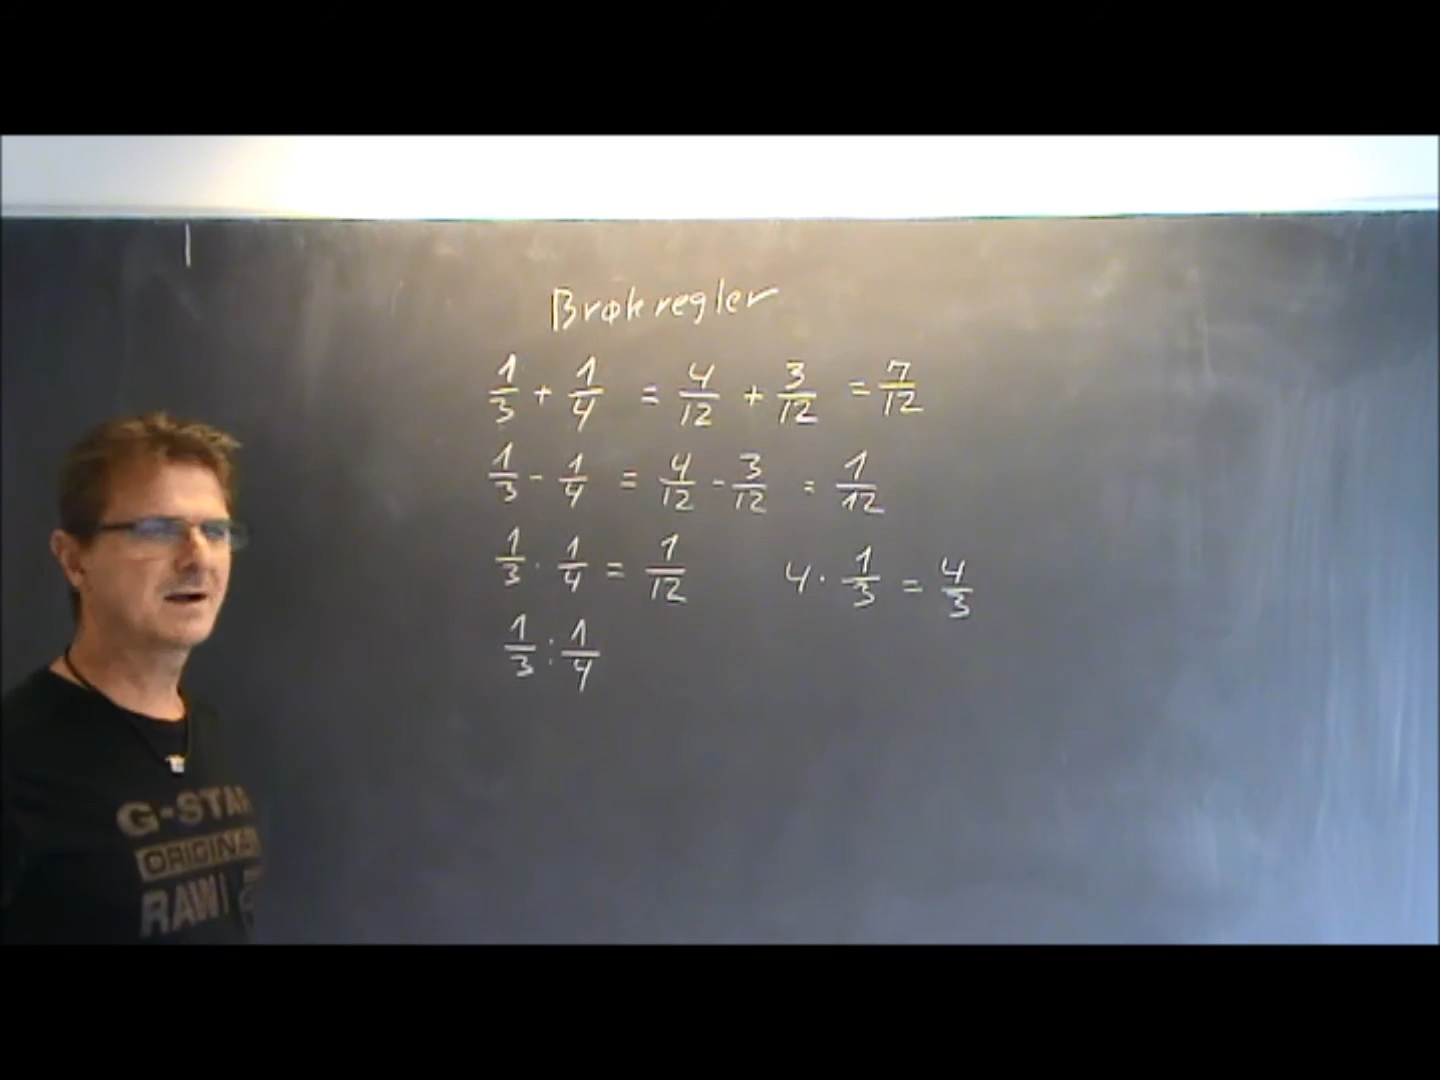 Brøkregler
1/3 + 1/4 = 4/12 + 3/12 = 7/12
1/3 - 1/4 = 4/12 - 3/12 = 1/12
1/3 · 1/4 = 1/12   4 · 1/3 = 4/3
1/3 : 1/4
G-STAR
ORIGINA
RAW